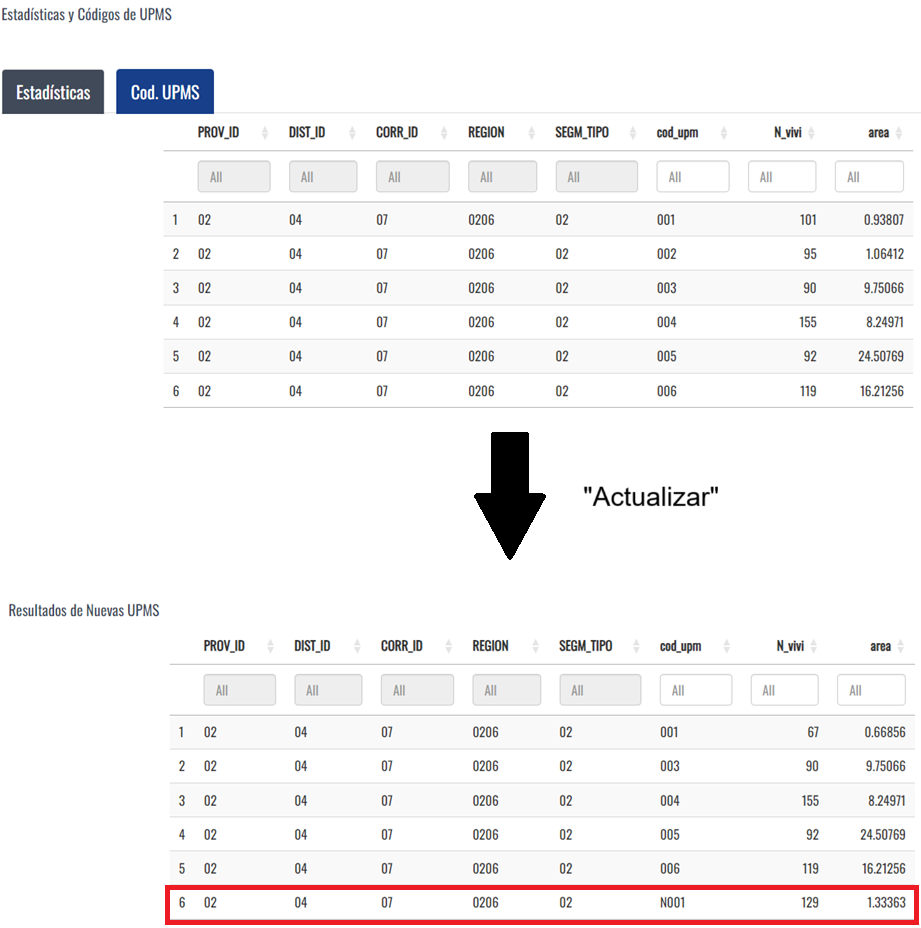 Estadísticas y Códigos de UPMS
Estadísticas Cod. UPMS
PROV_ID DIST_ID CORR_ID REGION SEGM_TIPO cod_upm N_vivi area
All All All All All All All All
1 02 04 07 0206 02 001 101 0.93807
2 02 04 07 0206 02 002 95 1.06412
3 02 04 07 0206 02 003 90 9.75066
4 02 04 07 0206 02 004 155 8.24971
5 02 04 07 0206 02 005 92 24.50769
6 02 04 07 0206 02 006 119 16.21256
"Actualizar"
Resultados de Nuevas UPMS
PROV_ID DIST_ID CORR_ID REGION SEGM_TIPO cod_upm N_vivi area
All All All All All All All All
1 02 04 07 0206 02 001 67 0.66856
2 02 04 07 0206 02 003 90 9.75066
3 02 04 07 0206 02 004 155 8.24971
4 02 04 07 0206 02 005 92 24.50769
5 02 04 07 0206 02 006 119 16.21256
6 02 04 07 0206 02 N001 129 1.33363